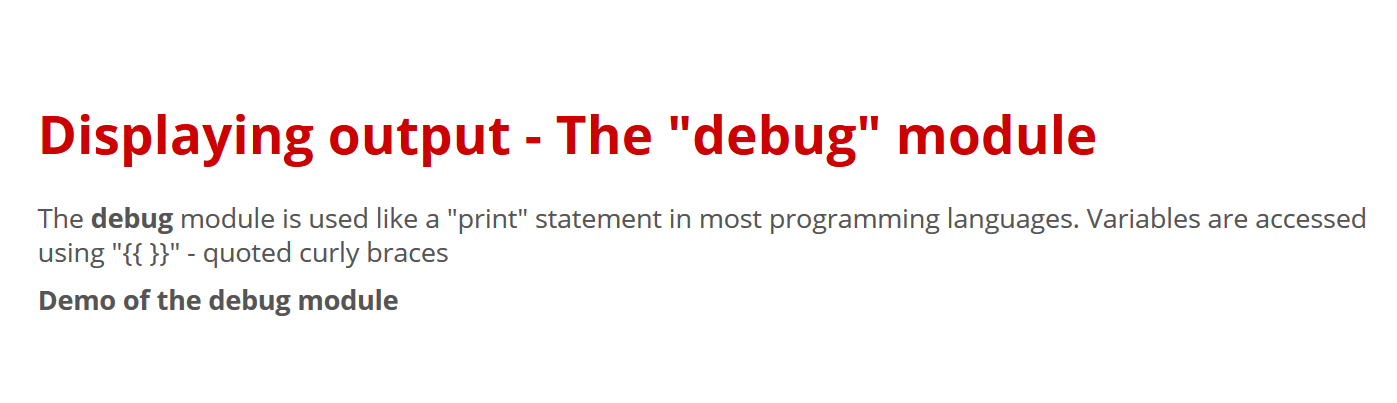 Displaying output - The "debug" module
The debug module is used like a "print" statement in most programming languages. Variables are accessed
using "{{ }}" - quoted curly braces
Demo of the debug module